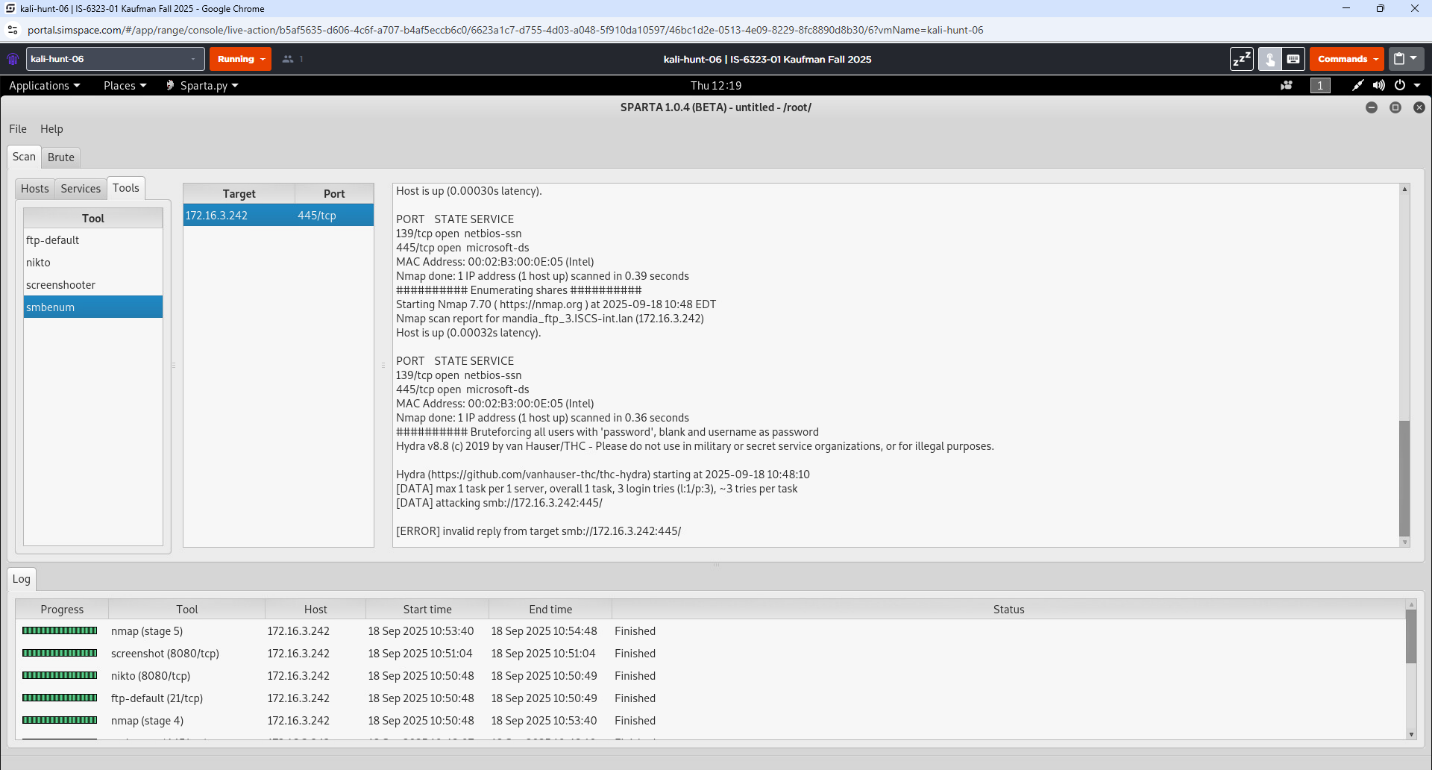 kali-hunt-06 | IS-6323-01 Kaufman Fall 2025 - Google Chrome
portal.simspace.com/#/app/range/console/live-action/b5af5635-d606-4c6f-a707-b4af5eccb6c0/6623a1c7-d755-4d03-a048-5f910da10597/46bc1d2e-0513-4e09-8229-8fc8890d8b30/6?vmName=kali-hunt-06
kali-hunt-06 Running 1 kali-hunt-06 | IS-6323-01 Kaufman Fall 2025 zzZ Commands
Applications Places Sparta.py Thu 12:19 1
SPARTA 1.0.4 (BETA) - untitled - /root/
File Help
Scan Brute
Hosts Services Tools
Tool
ftp-default
nikto
screenshooter
smbenum
Target Port
172.16.3.242 445/tcp
Host is up (0.00030s latency).
PORT STATE SERVICE
139/tcp open netbios-ssn
445/tcp open microsoft-ds
MAC Address: 00:02:B3:00:0E:05 (Intel)
Nmap done: 1 IP address (1 host up) scanned in 0.39 seconds
########## Enumerating shares ##########
Starting Nmap 7.70 ( https://nmap.org ) at 2025-09-18 10:48 EDT
Nmap scan report for mandia_ftp_3.ISCS-int.lan (172.16.3.242)
Host is up (0.00032s latency).
PORT STATE SERVICE
139/tcp open netbios-ssn
445/tcp open microsoft-ds
MAC Address: 00:02:B3:00:0E:05 (Intel)
Nmap done: 1 IP address (1 host up) scanned in 0.36 seconds
########## Bruteforcing all users with 'password', blank and username as password
Hydra v8.8 (c) 2019 by van Hauser/THC - Please do not use in military or secret service organizations, or for illegal purposes.
Hydra (https://github.com/vanhauser-thc/thc-hydra) starting at 2025-09-18 10:48:10
[DATA] max 1 task per 1 server, overall 1 task, 3 login tries (l:1/p:3), ~3 tries per task
[DATA] attacking smb://172.16.3.242:445/
[ERROR] invalid reply from target smb://172.16.3.242:445/
Log
Progress Tool Host Start time End time Status
nmap (stage 5) 172.16.3.242 18 Sep 2025 10:53:40 18 Sep 2025 10:54:48 Finished
screenshot (8080/tcp) 172.16.3.242 18 Sep 2025 10:51:04 18 Sep 2025 10:51:04 Finished
nikto (8080/tcp) 172.16.3.242 18 Sep 2025 10:50:48 18 Sep 2025 10:50:49 Finished
ftp-default (21/tcp) 172.16.3.242 18 Sep 2025 10:50:48 18 Sep 2025 10:50:49 Finished
nmap (stage 4) 172.16.3.242 18 Sep 2025 10:50:48 18 Sep 2025 10:53:40 Finished